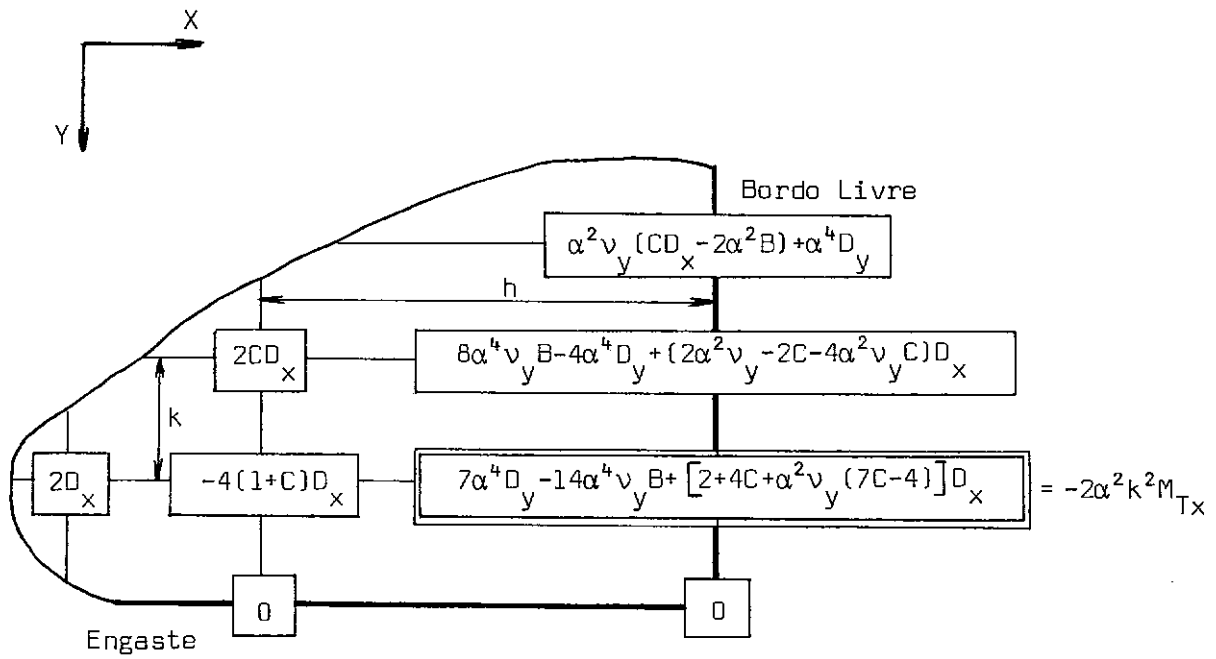 X
Y
Bordo Livre
α²ν_y(CD_x-2α²B)+α⁴D_y
h
2CD_x
8α⁴ν_yB-4α⁴D_y+(2α²ν_y-2C-4α²ν_yC)D_x
k
2D_x
-4(1+C)D_x
7α⁴D_y-14α⁴ν_yB+[2+4C+α²ν_y(7C-4)]D_x
= -2α²k²M_Tx
0
0
Engaste